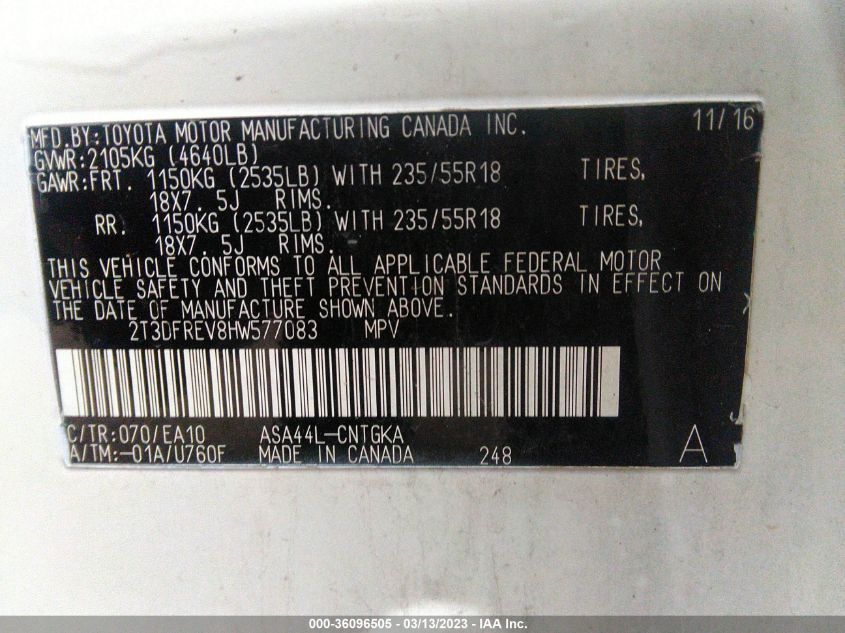 MFD.BY:TOYOTA MOTOR MANUFACTURING CANADA INC. 11/16
GVWR:2105KG (4640LB)
GAWR:FRT. 1150KG (2535LB) WITH 235/55R18 TIRES,
18X7.5J RIMS.
RR. 1150KG (2535LB) WITH 235/55R18 TIRES,
18X7.5J RIMS.
THIS VEHICLE CONFORMS TO ALL APPLICABLE FEDERAL MOTOR
VEHICLE SAFETY AND THEFT PREVENTION STANDARDS IN EFFECT ON
THE DATE OF MANUFACTURE SHOWN ABOVE.
2T3DFREV8HW577083 MPV
C/TR:070/EA10 ASA44L-CNTGKA
A/TM:-01A/U760F MADE IN CANADA 248 A
000-36096505 - 03/13/2023 - IAA Inc.